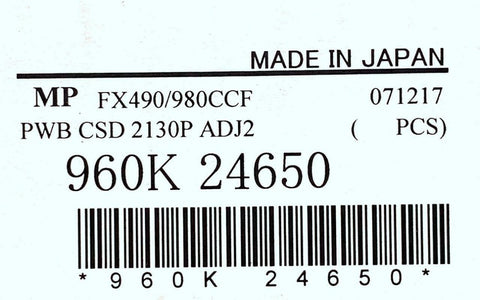 MADE IN JAPAN
MP FX490/980CCF 071217
PWB CSD 2130P ADJ2 ( PCS)
960K 24650
*960K 24650*